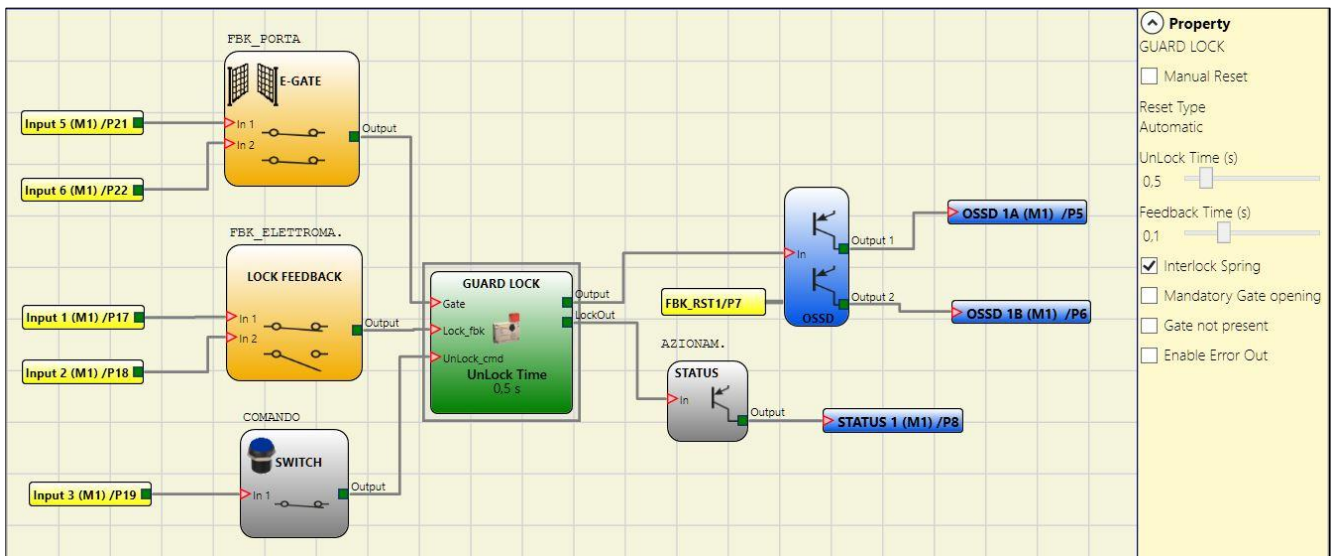 FBK_PORTA
E-GATE
Input 5 (M1) /P21
In 1
In 2
Output
Input 6 (M1) /P22
FBK_ELETTROMA.
LOCK FEEDBACK
Input 1 (M1) /P17
In 1
In 2
Output
Input 2 (M1) /P18
COMANDO
SWITCH
Input 3 (M1) /P19
In 1
Output
GUARD LOCK
Gate
Lock_fbk
UnLock_cmd
Output
LockOut
UnLock Time
0,5 s
FBK_RST1/P7
In
Output 1
Output 2
OSSD
OSSD 1A (M1) /P5
OSSD 1B (M1) /P6
AZIONAM.
STATUS
In
Output
STATUS 1 (M1) /P8
Property
GUARD LOCK
Manual Reset
Reset Type
Automatic
UnLock Time (s)
0,5
Feedback Time (s)
0,1
Interlock Spring
Mandatory Gate opening
Gate not present
Enable Error Out